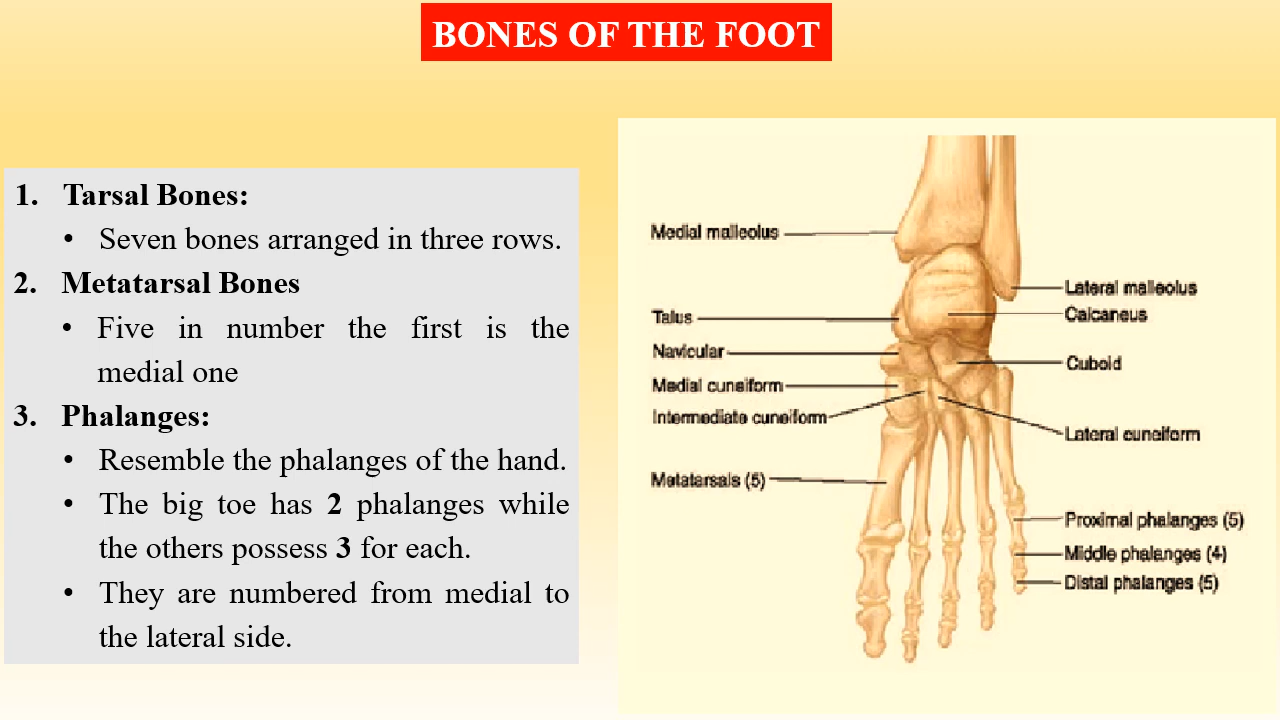 BONES OF THE FOOT
1. Tarsal Bones:
• Seven bones arranged in three rows.
2. Metatarsal Bones
• Five in number the first is the
medial one
3. Phalanges:
• Resemble the phalanges of the hand.
• The big toe has 2 phalanges while
the others possess 3 for each.
• They are numbered from medial to
the lateral side.
Medial malleolus
Talus
Navicular
Medial cuneiform
Intermediate cuneiform
Metatarsals (5)
Lateral malleolus
Calcaneus
Cuboid
Lateral cuneiform
Proximal phalanges (5)
Middle phalanges (4)
Distal phalanges (5)